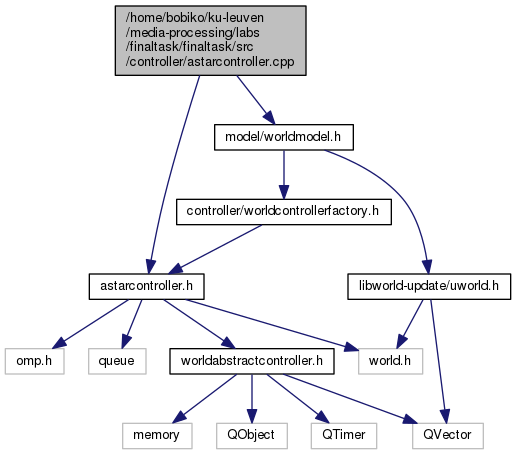 /home/bobiko/ku-leuven
/media-processing/labs
/finaltask/finaltask/src
/controller/astarcontroller.cpp
model/worldmodel.h
controller/worldcontrollerfactory.h
astarcontroller.h
libworld-update/uworld.h
omp.h
queue
worldabstractcontroller.h
world.h
memory
QObject
QTimer
QVector